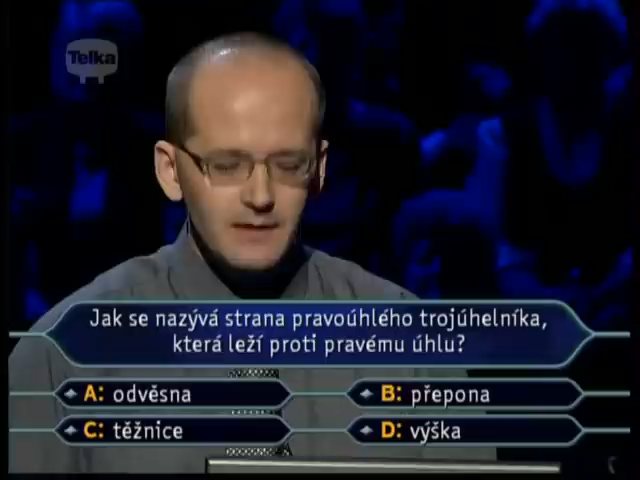 Telka
Jak se nazývá strana pravoúhlého trojúhelníka,
která leží proti pravému úhlu?
A: odvěsna
B: přepona
C: těžnice
D: výška